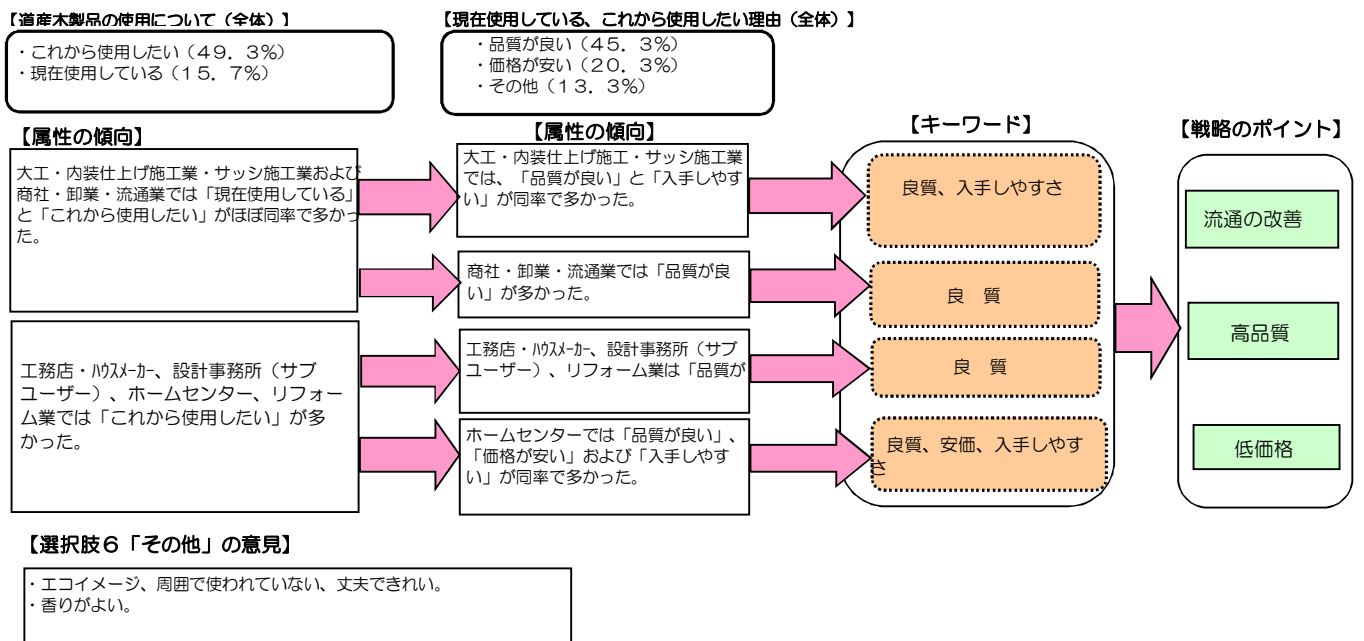 【道産木製品の使用について（全体）】
・これから使用したい（４９．３％）
・現在使用している（１５．７％）
【現在使用している、これから使用したい理由（全体）】
・品質が良い（４５．３％）
・価格が安い（２０．３％）
・その他（１３．３％）
【属性の傾向】
大工・内装仕上げ施工業・サッシ施工業および
商社・卸業・流通業では「現在使用している」
と「これから使用したい」がほぼ同率で多かっ
た。
工務店・ﾊｳｽﾒｰｶｰ、設計事務所（サブ
ユーザー）、ホームセンター、リフォー
ム業では「これから使用したい」が多
かった。
【属性の傾向】
大工・内装仕上げ施工・サッシ施工業
では、「品質が良い」と「入手しやす
い」が同率で多かった。
商社・卸業・流通業では「品質が良
い」が多かった。
工務店・ﾊｳｽﾒｰｶｰ、設計事務所（サブ
ユーザー）、リフォーム業は「品質が
ホームセンターでは「品質が良い」、
「価格が安い」および「入手しやす
い」が同率で多かった。
【キーワード】
良質、入手しやすさ
良　質
良　質
良質、安価、入手しやす
さ
【戦略のポイント】
流通の改善
高品質
低価格
【選択肢６「その他」の意見】
・エコイメージ、周囲で使われていない、丈夫できれい。
・香りがよい。